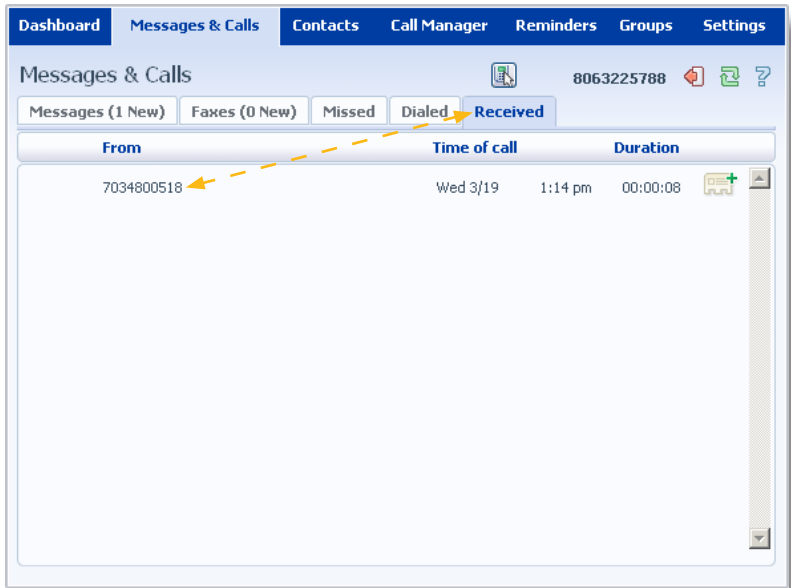 Dashboard Messages & Calls Contacts Call Manager Reminders Groups Settings
Messages & Calls 8063225788
Messages (1 New) Faxes (0 New) Missed Dialed Received
From Time of call Duration
7034800518 Wed 3/19 1:14 pm 00:00:08